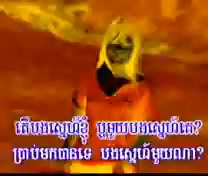 តើបងស្នេហ៍ខ្ញុំ ឬមួយបងស្នេហ៍គេ?
ប្រាប់មកបានទេ បងស្នេហ៍មួយណា?